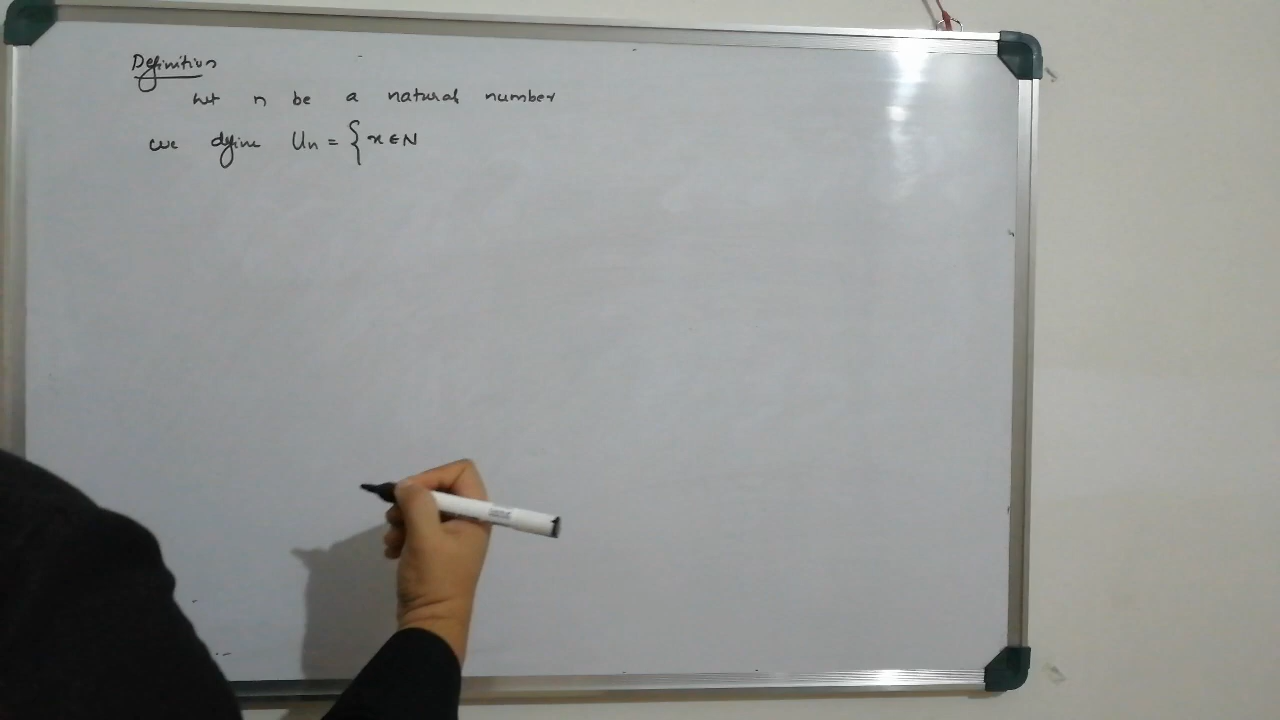 Definition
Let n be a natural number
we define Un = { x ∈ N